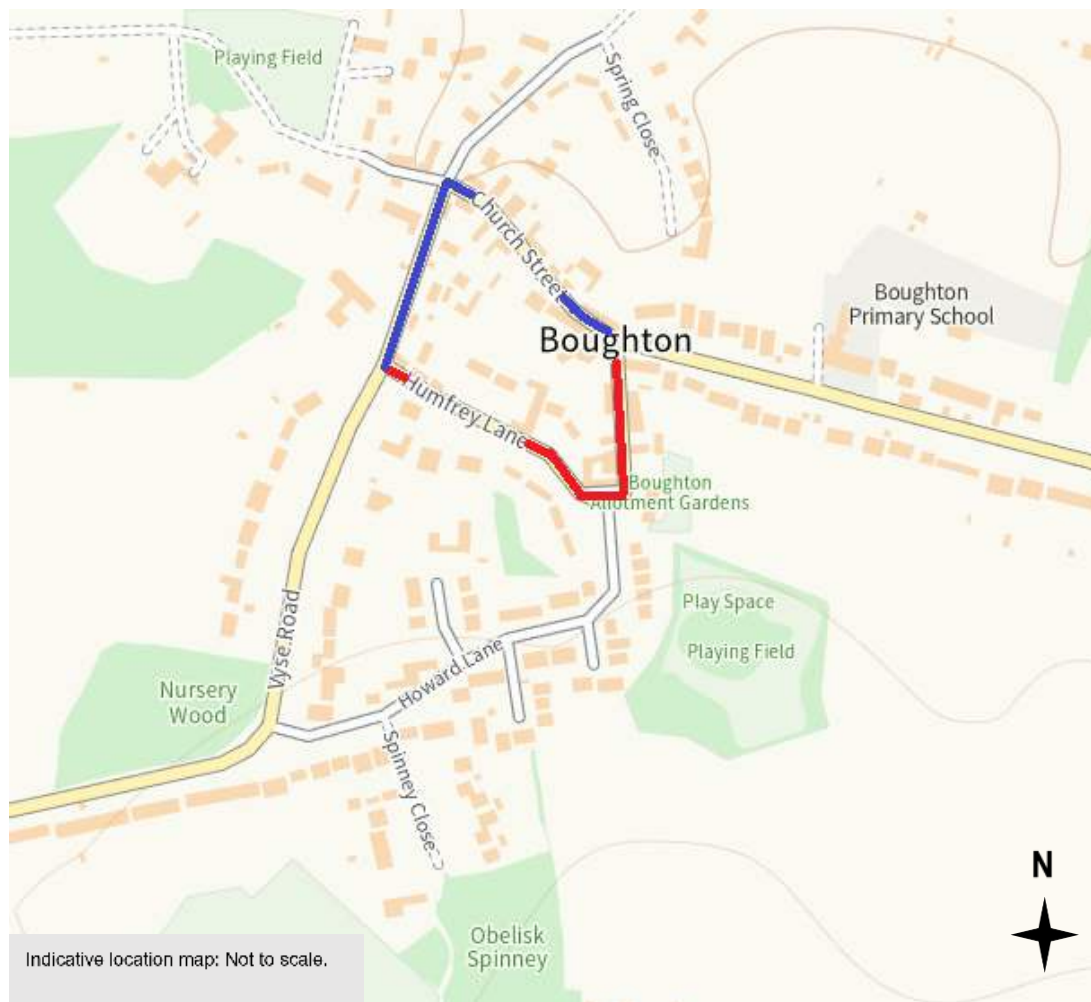 Playing Field
Spring Close
Church Street
Boughton
Primary School
Boughton
Humfrey Lane
Boughton
Allotment Gardens
Play Space
Playing Field
Vyse Road
Howard Lane
Nursery
Wood
Spinney Close
N
Obelisk
Spinney
Indicative location map: Not to scale.